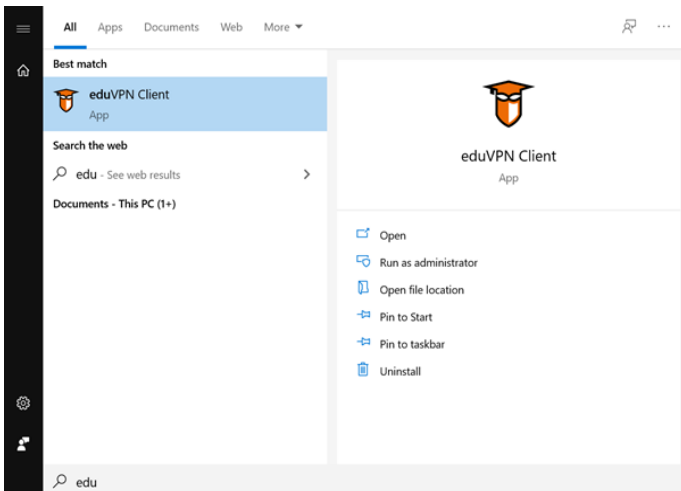 All Apps Documents Web More
Best match
eduVPN Client
App
Search the web
edu - See web results
Documents - This PC (1+)
eduVPN Client
App
Open
Run as administrator
Open file location
Pin to Start
Pin to taskbar
Uninstall
edu